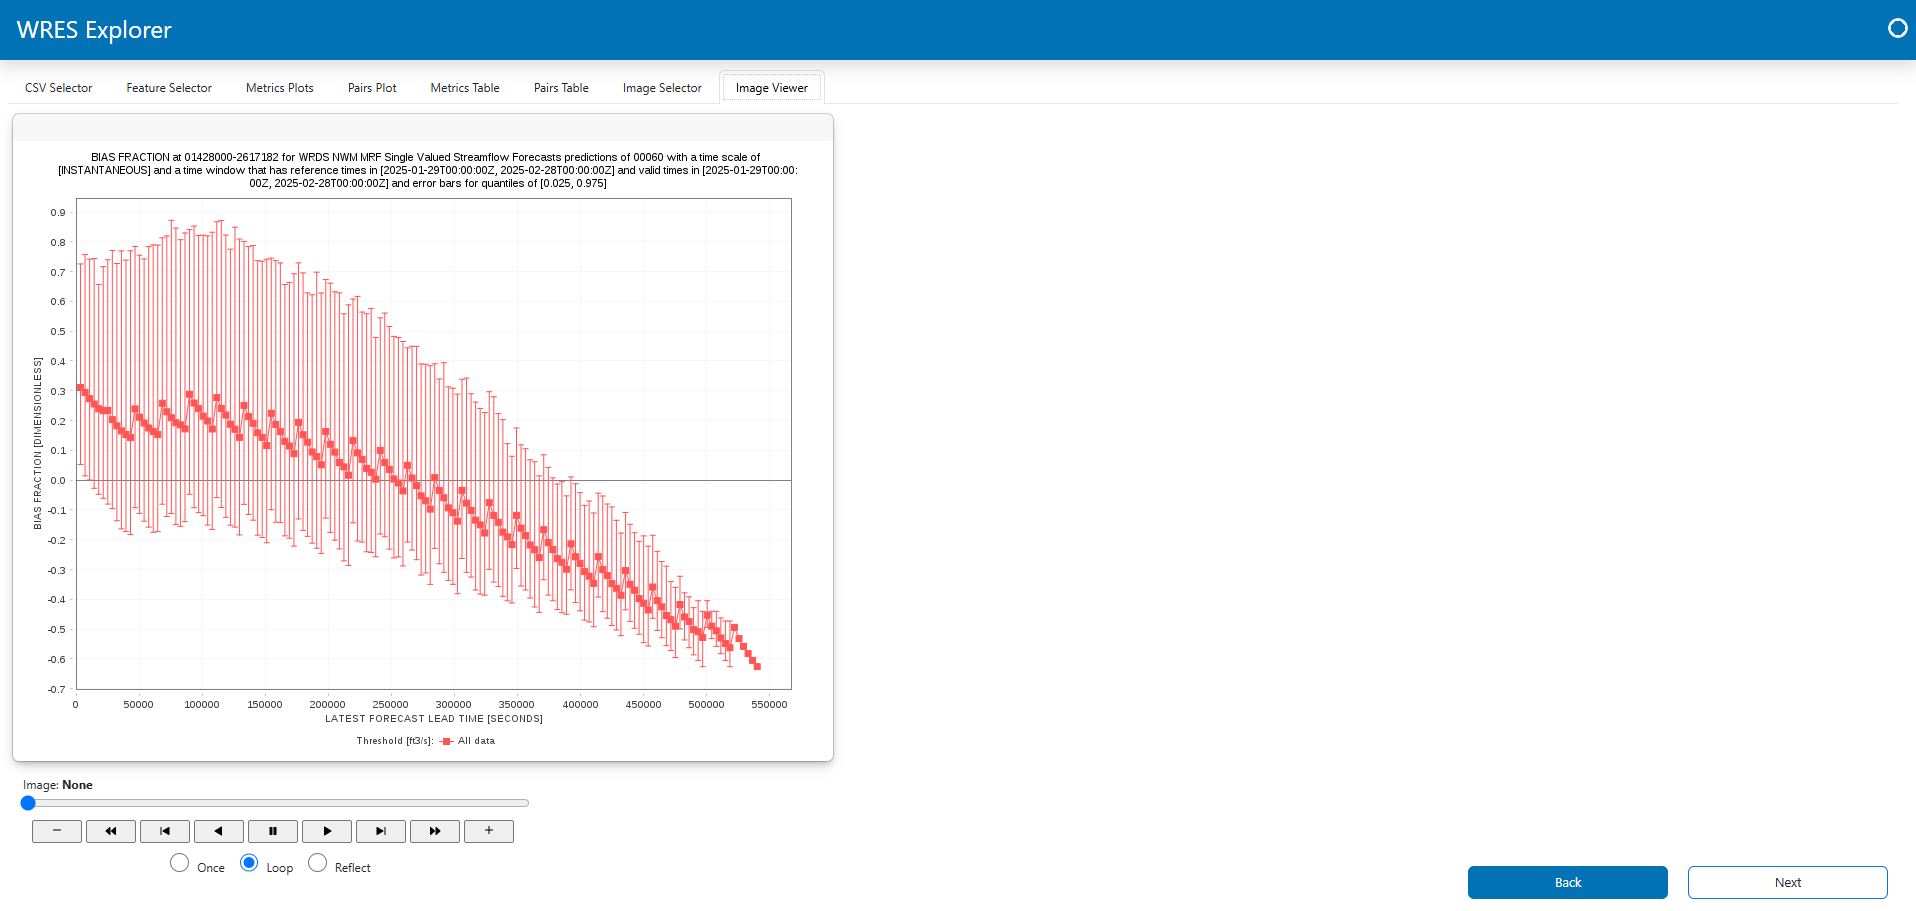 WRES Explorer
CSV Selector Feature Selector Metrics Plots Pairs Plot Metrics Table Pairs Table Image Selector Image Viewer
BIAS FRACTION at 01428000-2617182 for WRDS NWM MRF Single Valued Streamflow Forecasts predictions of 00060 with a time scale of
[INSTANTANEOUS] and a time window that has reference times in [2025-01-29T00:00:00Z, 2025-02-28T00:00:00Z] and valid times in [2025-01-29T00:00:
00Z, 2025-02-28T00:00:00Z] and error bars for quantiles of [0.025, 0.975]
BIAS FRACTION [DIMENSIONLESS]
0.9
0.8
0.7
0.6
0.5
0.4
0.3
0.2
0.1
0.0
-0.1
-0.2
-0.3
-0.4
-0.5
-0.6
-0.7
0 50000 100000 150000 200000 250000 300000 350000 400000 450000 500000 550000
LATEST FORECAST LEAD TIME [SECONDS]
Threshold [ft3/s]: All data
Image: None
Once Loop Reflect
Back Next